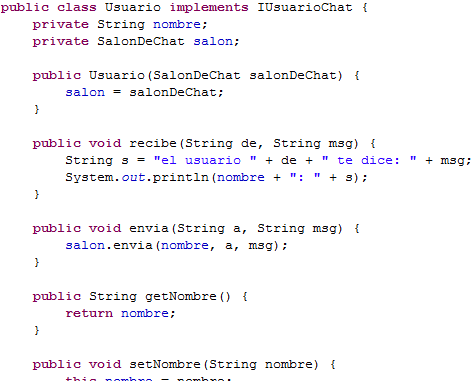 public class Usuario implements IUsuarioChat {
private String nombre;
private SalonDeChat salon;
public Usuario(SalonDeChat salonDeChat) {
salon = salonDeChat;
}
public void recibe(String de, String msg) {
String s = "el usuario " + de + " te dice: " + msg;
System.out.println(nombre + ": " + s);
}
public void envia(String a, String msg) {
salon.envia(nombre, a, msg);
}
public String getNombre() {
return nombre;
}
public void setNombre(String nombre) {
this.nombre = nombre;